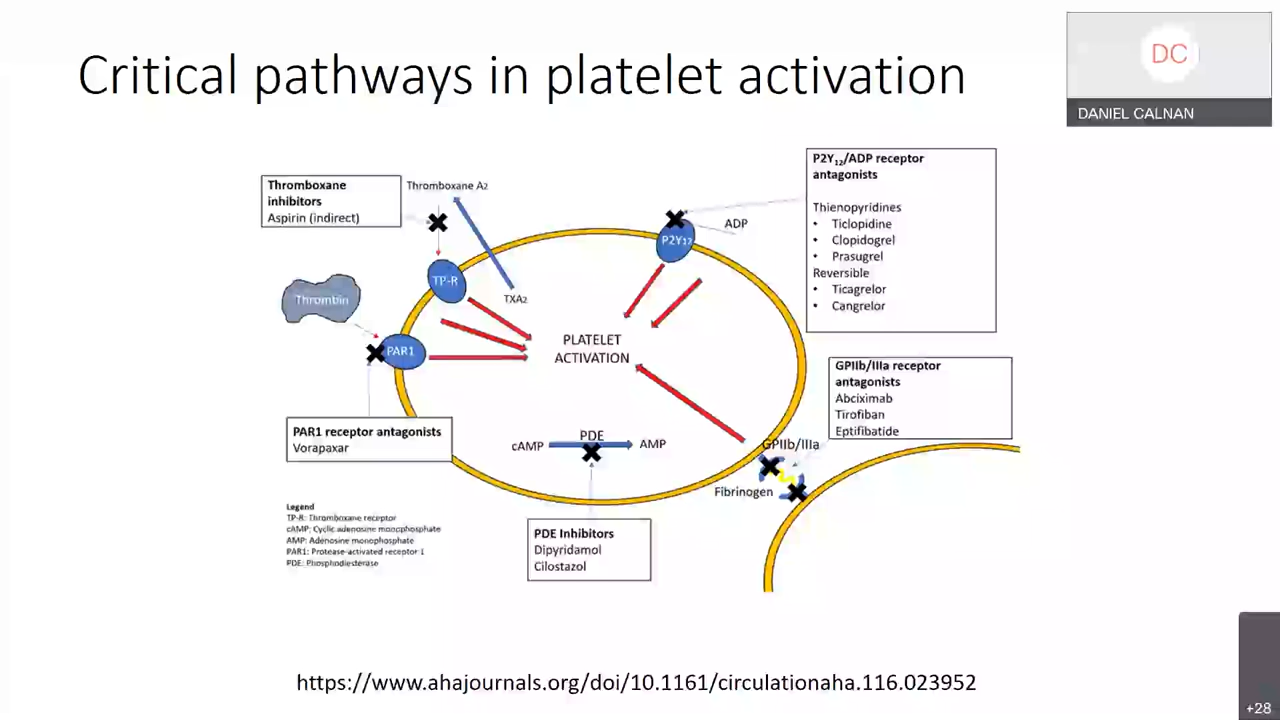 Critical pathways in platelet activation
DC
DANIEL CALNAN
Thromboxane
inhibitors
Aspirin (indirect)
Thromboxane A2
P2Y12/ADP receptor
antagonists
Thienopyridines
• Ticlopidine
• Clopidogrel
• Prasugrel
Reversible
• Ticagrelor
• Cangrelor
ADP
P2Y12
TP-R
TXA2
Thrombin
PAR1
PLATELET
ACTIVATION
GPIIb/IIIa receptor
antagonists
Abciximab
Tirofiban
Eptifibatide
PAR1 receptor antagonists
Vorapaxar
cAMP
PDE
AMP
GPIIb/IIIa
Fibrinogen
Legend
TP-R: Thromboxane receptor
cAMP: Cyclic adenosine monophosphate
AMP: Adenosine monophosphate
PAR1: Protease-activated receptor 1
PDE: Phosphodiesterase
PDE Inhibitors
Dipyridamol
Cilostazol
https://www.ahajournals.org/doi/10.1161/circulationaha.116.023952
+28